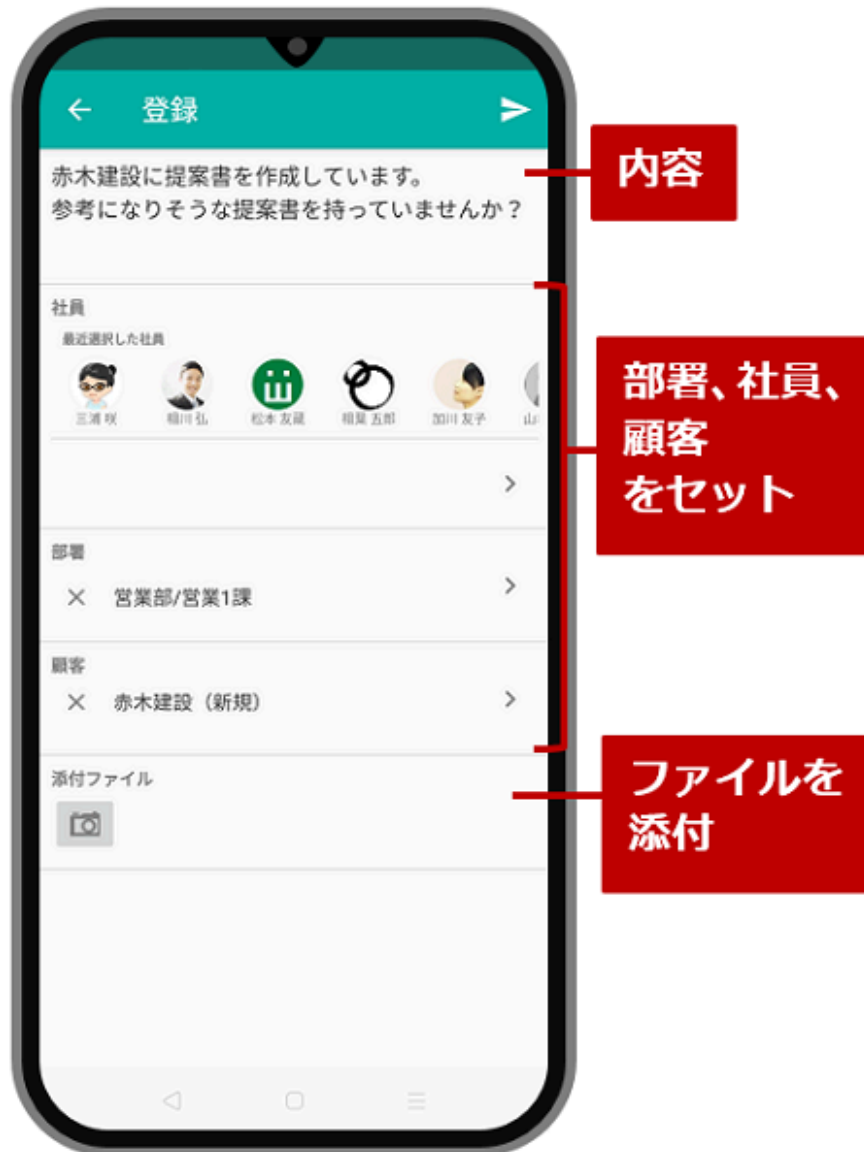 登録
赤木建設に提案書を作成しています。
参考になりそうな提案書を持っていませんか？
内容
社員
最近選択した社員
三浦 咲
相川 弘
松本 友蔵
相葉 五郎
加川 友子
部署、社員、
顧客
をセット
部署
× 営業部/営業1課
顧客
× 赤木建設（新規）
添付ファイル
ファイルを
添付